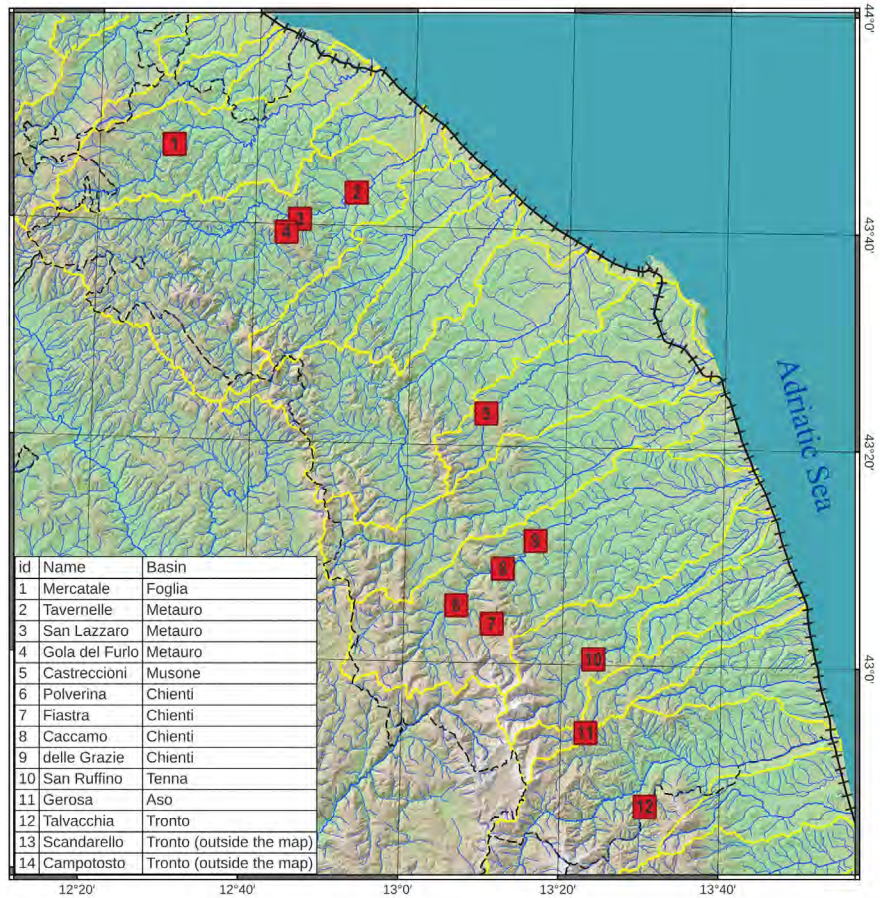 44°0'
1
2
3
4
43°40'
Adriatic Sea
5
43°20'
9
8
6
7
10
43°0'
11
12
id Name Basin
1 Mercatale Foglia
2 Tavernelle Metauro
3 San Lazzaro Metauro
4 Gola del Furlo Metauro
5 Castreccioni Musone
6 Polverina Chienti
7 Fiastra Chienti
8 Caccamo Chienti
9 delle Grazie Chienti
10 San Ruffino Tenna
11 Gerosa Aso
12 Talvacchia Tronto
13 Scandarello Tronto (outside the map)
14 Campotosto Tronto (outside the map)
12°20' 12°40' 13°0' 13°20' 13°40'